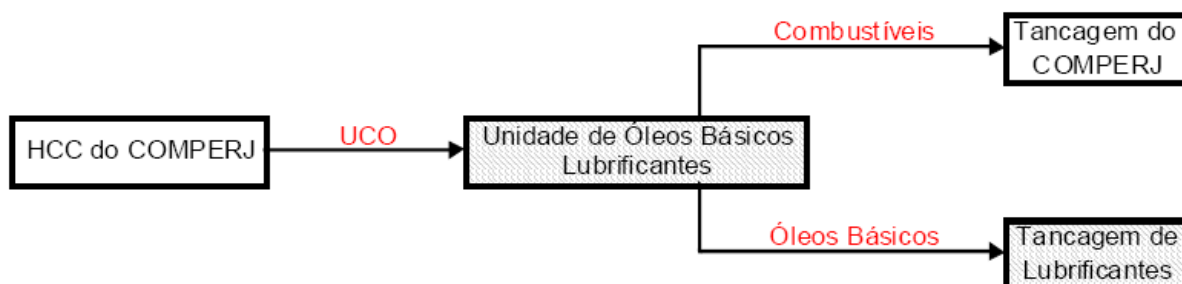 Combustíveis
Tancagem do
COMPERJ
HCC do COMPERJ
UCO
Unidade de Óleos Básicos
Lubrificantes
Óleos Básicos
Tancagem de
Lubrificantes